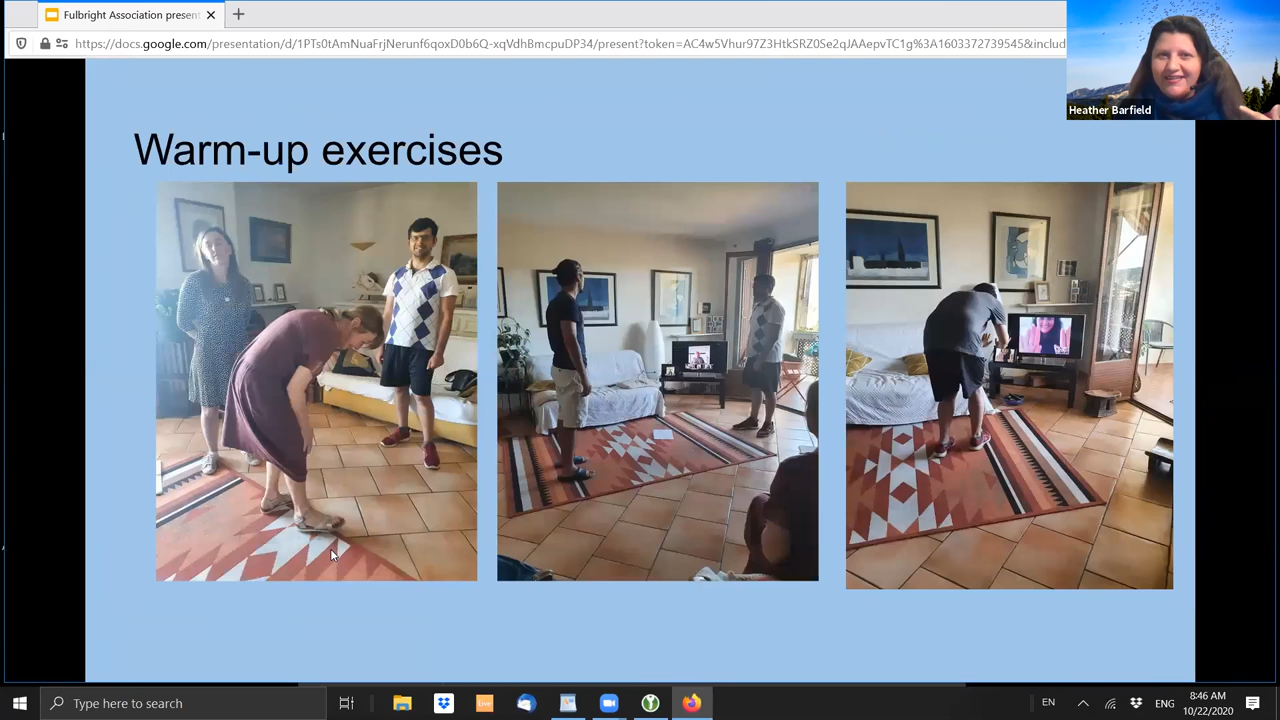 Fulbright Association present
https://docs.google.com/presentation/d/1PTs0tAmNuaFrjNerunf6qoxD0b6Q-xqVdhBmcpuDP34/present?token=AC4w5Vhur97Z3HtkSRZ0Se2qJAAepvTC1g%3A1603372739545&includ
Heather Barfield
Warm-up exercises
Type here to search
live
EN
ENG
8:46 AM
10/22/2020